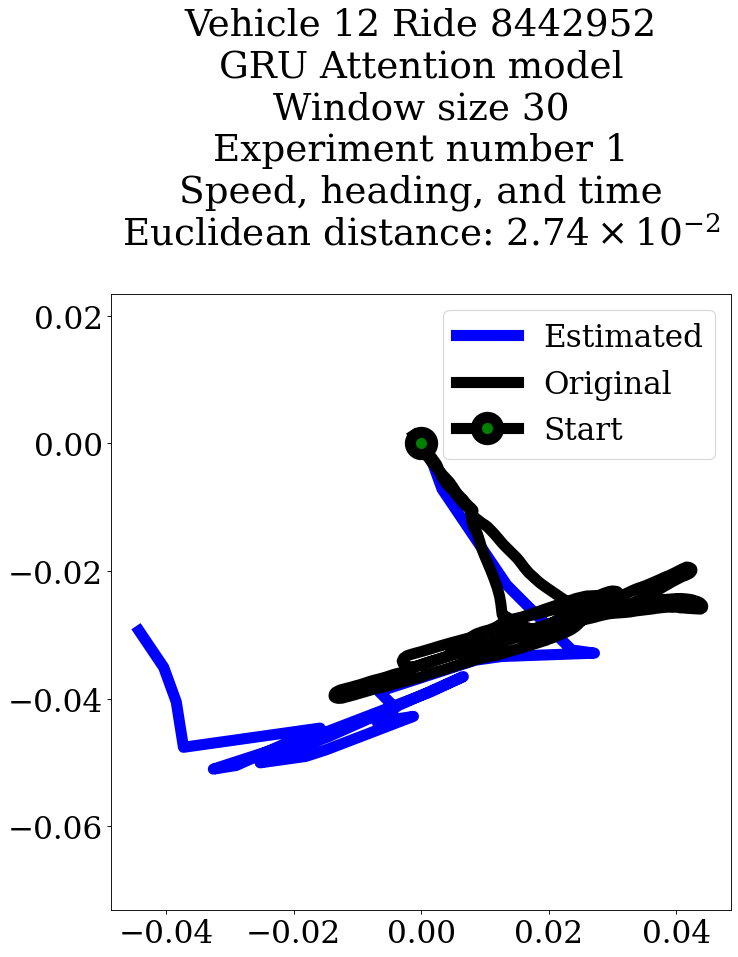 Vehicle 12 Ride 8442952
GRU Attention model
Window size 30
Experiment number 1
Speed, heading, and time
Euclidean distance: 2.74 × 10⁻²
Estimated
Original
Start
0.02
0.00
−0.02
−0.04
−0.06
−0.04 −0.02 0.00 0.02 0.04